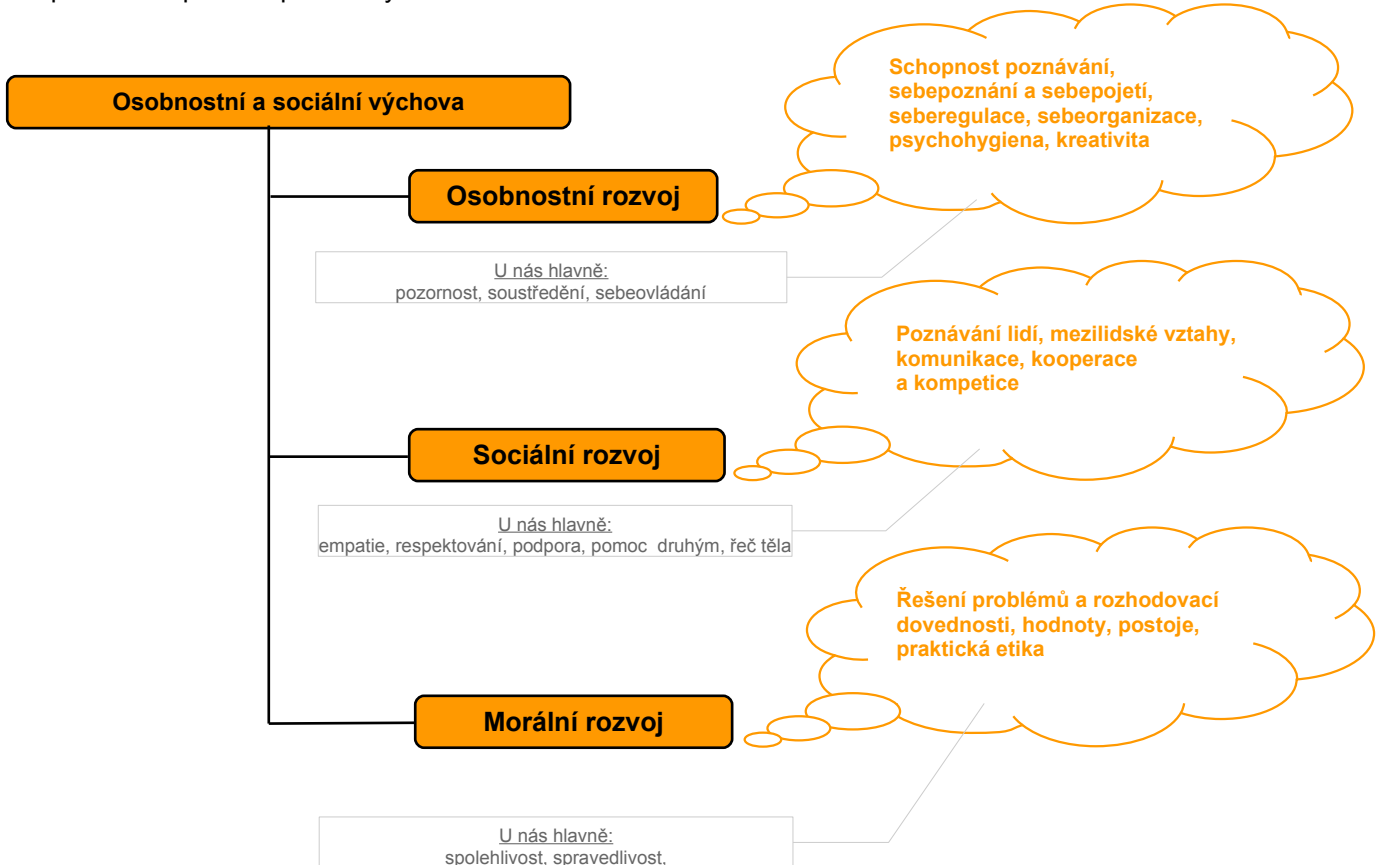 Osobnostní a sociální výchova
Schopnost poznávání,
sebepoznání a sebepojetí,
seberegulace, sebeorganizace,
psychohygiena, kreativita
Osobnostní rozvoj
U nás hlavně:
pozornost, soustředění, sebeovládání
Poznávání lidí, mezilidské vztahy,
komunikace, kooperace
a kompetice
Sociální rozvoj
U nás hlavně:
empatie, respektování, podpora, pomoc  druhým, řeč těla
Řešení problémů a rozhodovací
dovednosti, hodnoty, postoje,
praktická etika
Morální rozvoj
U nás hlavně:
spolehlivost, spravedlivost,